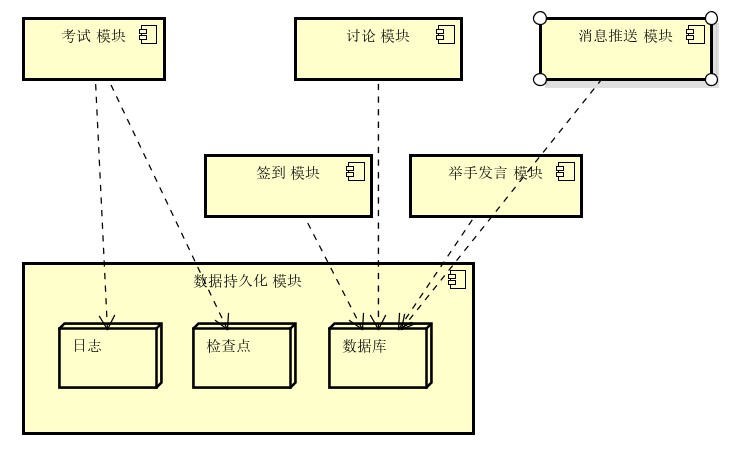 考试 模块
讨论 模块
消息推送 模块
签到 模块
举手发言 模块
数据持久化 模块
日志
检查点
数据库